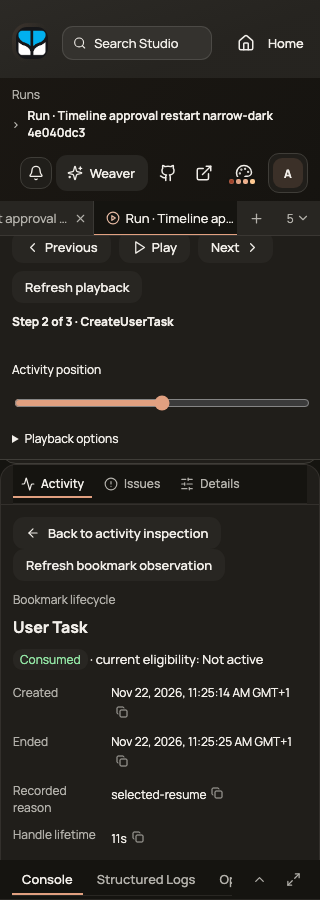 Search Studio
Home
Runs
Run · Timeline approval restart narrow-dark
4e040dc3
Weaver
A
t approval ...
Run · Timeline ap...
5
Previous
Play
Next
Refresh playback
Step 2 of 3 · CreateUserTask
Activity position
Playback options
Activity
Issues
Details
Back to activity inspection
Refresh bookmark observation
Bookmark lifecycle
User Task
Consumed · current eligibility: Not active
Created
Nov 22, 2026, 11:25:14 AM GMT+1
Ended
Nov 22, 2026, 11:25:25 AM GMT+1
Recorded
reason
selected-resume
Handle lifetime
11s
Console
Structured Logs